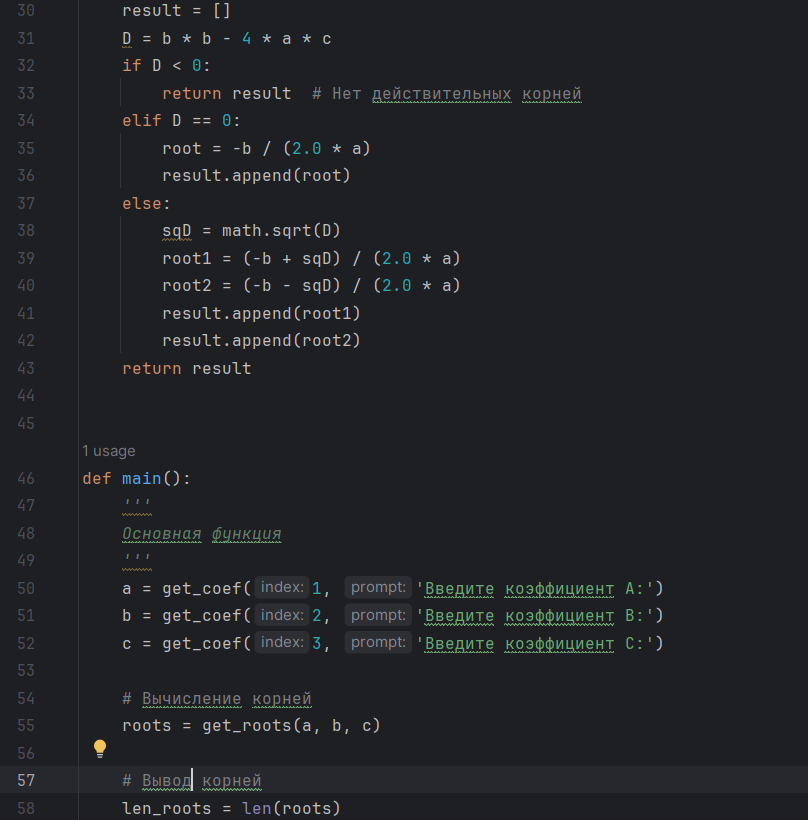 30 result = []
31 D = b * b - 4 * a * c
32 if D < 0:
33 return result  # Нет действительных корней
34 elif D == 0:
35 root = -b / (2.0 * a)
36 result.append(root)
37 else:
38 sqD = math.sqrt(D)
39 root1 = (-b + sqD) / (2.0 * a)
40 root2 = (-b - sqD) / (2.0 * a)
41 result.append(root1)
42 result.append(root2)
43 return result
44
45
1 usage
46 def main():
47 '''
48 Основная функция
49 '''
50 a = get_coef( index: 1, prompt: 'Введите коэффициент A:')
51 b = get_coef( index: 2, prompt: 'Введите коэффициент B:')
52 c = get_coef( index: 3, prompt: 'Введите коэффициент C:')
53
54 # Вычисление корней
55 roots = get_roots(a, b, c)
56
57 # Вывод корней
58 len_roots = len(roots)